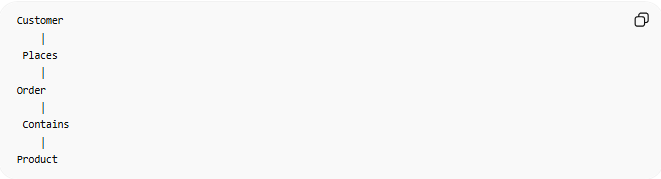 Customer
|
Places
|
Order
|
Contains
|
Product